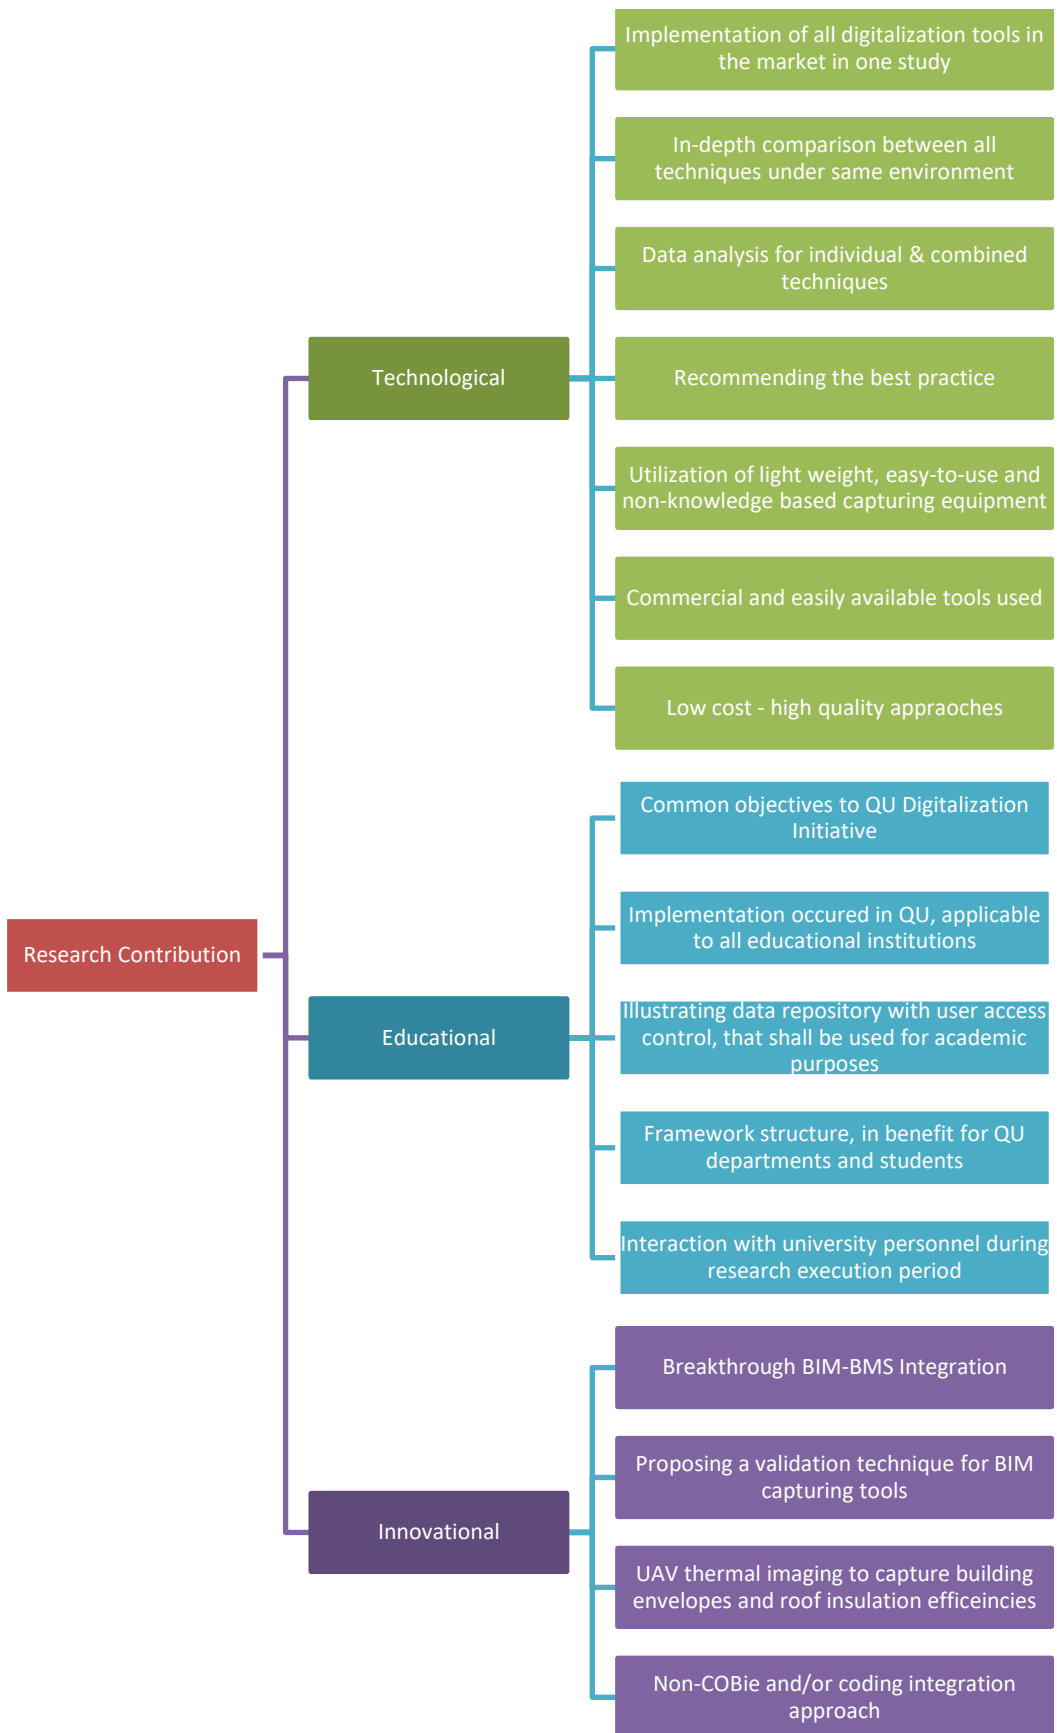 Implementation of all digitalization tools in
the market in one study
In-depth comparison between all
techniques under same environment
Data analysis for individual & combined
techniques
Technological
Recommending the best practice
Utilization of light weight, easy-to-use and
non-knowledge based capturing equipment
Commercial and easily available tools used
Low cost - high quality appraoches
Common objectives to QU Digitalization
Initiative
Research Contribution
Implementation occured in QU, applicable
to all educational institutions
Educational
Illustrating data repository with user access
control, that shall be used for academic
purposes
Framework structure, in benefit for QU
departments and students
Interaction with university personnel during
research execution period
Breakthrough BIM-BMS Integration
Proposing a validation technique for BIM
capturing tools
Innovational
UAV thermal imaging to capture building
envelopes and roof insulation efficeincies
Non-COBie and/or coding integration
approach